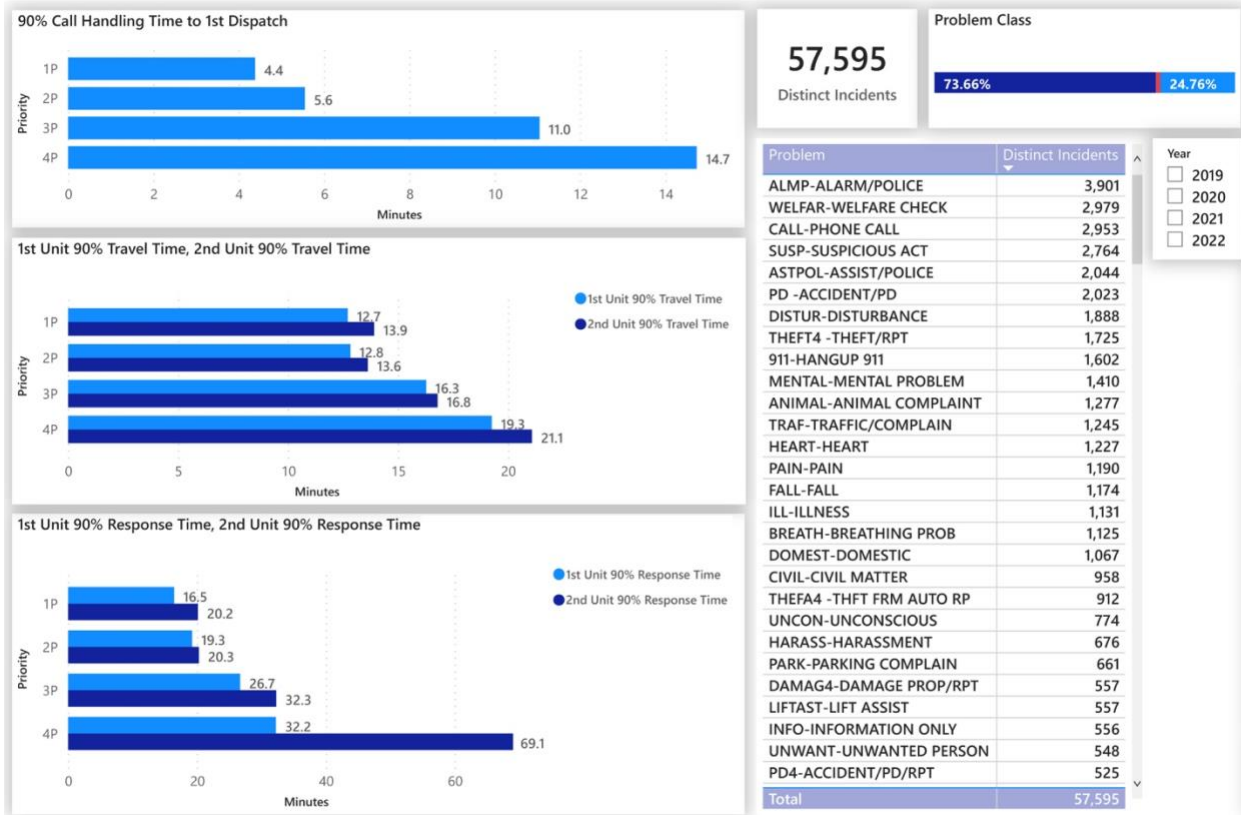 90% Call Handling Time to 1st Dispatch
Priority
1P 4.4
2P 5.6
3P 11.0
4P 14.7
0 2 4 6 8 10 12 14
Minutes
1st Unit 90% Travel Time, 2nd Unit 90% Travel Time
1st Unit 90% Travel Time
2nd Unit 90% Travel Time
Priority
1P 12.7
13.9
2P 12.8
13.6
3P 16.3
16.8
4P 19.3
21.1
0 5 10 15 20
Minutes
1st Unit 90% Response Time, 2nd Unit 90% Response Time
1st Unit 90% Response Time
2nd Unit 90% Response Time
Priority
1P 16.5
20.2
2P 19.3
20.3
3P 26.7
32.3
4P 32.2
69.1
0 20 40 60
Minutes
57,595
Distinct Incidents
Problem Class
73.66% 24.76%
Problem Distinct Incidents
ALMP-ALARM/POLICE 3,901
WELFAR-WELFARE CHECK 2,979
CALL-PHONE CALL 2,953
SUSP-SUSPICIOUS ACT 2,764
ASTPOL-ASSIST/POLICE 2,044
PD -ACCIDENT/PD 2,023
DISTUR-DISTURBANCE 1,888
THEFT4 -THEFT/RPT 1,725
911-HANGUP 911 1,602
MENTAL-MENTAL PROBLEM 1,410
ANIMAL-ANIMAL COMPLAINT 1,277
TRAF-TRAFFIC/COMPLAIN 1,245
HEART-HEART 1,227
PAIN-PAIN 1,190
FALL-FALL 1,174
ILL-ILLNESS 1,131
BREATH-BREATHING PROB 1,125
DOMEST-DOMESTIC 1,067
CIVIL-CIVIL MATTER 958
THEFA4 -THFT FRM AUTO RP 912
UNCON-UNCONSCIOUS 774
HARASS-HARASSMENT 676
PARK-PARKING COMPLAIN 661
DAMAG4-DAMAGE PROP/RPT 557
LIFTAST-LIFT ASSIST 557
INFO-INFORMATION ONLY 556
UNWANT-UNWANTED PERSON 548
PD4-ACCIDENT/PD/RPT 525
Total 57,595
Year
2019
2020
2021
2022